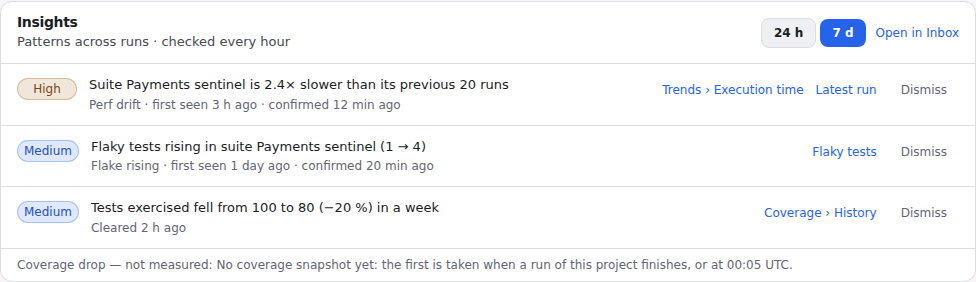 Insights
Patterns across runs · checked every hour
24 h
7 d
Open in Inbox
High
Suite Payments sentinel is 2.4× slower than its previous 20 runs
Perf drift · first seen 3 h ago · confirmed 12 min ago
Trends › Execution time
Latest run
Dismiss
Medium
Flaky tests rising in suite Payments sentinel (1 → 4)
Flake rising · first seen 1 day ago · confirmed 20 min ago
Flaky tests
Dismiss
Medium
Tests exercised fell from 100 to 80 (−20 %) in a week
Cleared 2 h ago
Coverage › History
Dismiss
Coverage drop — not measured: No coverage snapshot yet: the first is taken when a run of this project finishes, or at 00:05 UTC.